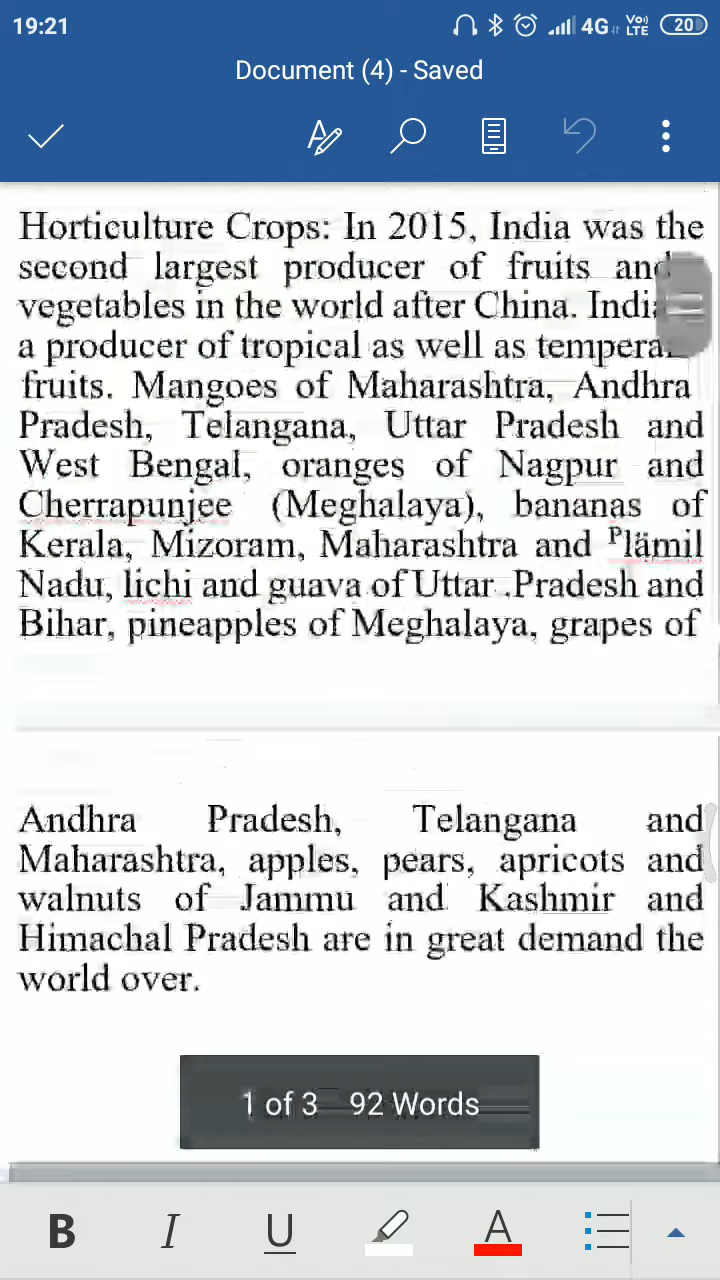 19:21 4G VoLTE 20
Document (4) - Saved
Horticulture Crops: In 2015, India was the
second largest producer of fruits and
vegetables in the world after China. India
a producer of tropical as well as tempera
fruits. Mangoes of Maharashtra, Andhra
Pradesh, Telangana, Uttar Pradesh and
West Bengal, oranges of Nagpur and
Cherrapunjee (Meghalaya), bananas of
Kerala, Mizoram, Maharashtra and Plämil
Nadu, lichi and guava of Uttar .Pradesh and
Bihar, pineapples of Meghalaya, grapes of
Andhra Pradesh, Telangana and
Maharashtra, apples, pears, apricots and
walnuts of Jammu and Kashmir and
Himachal Pradesh are in great demand the
world over.
1 of 3 92 Words
B I U A